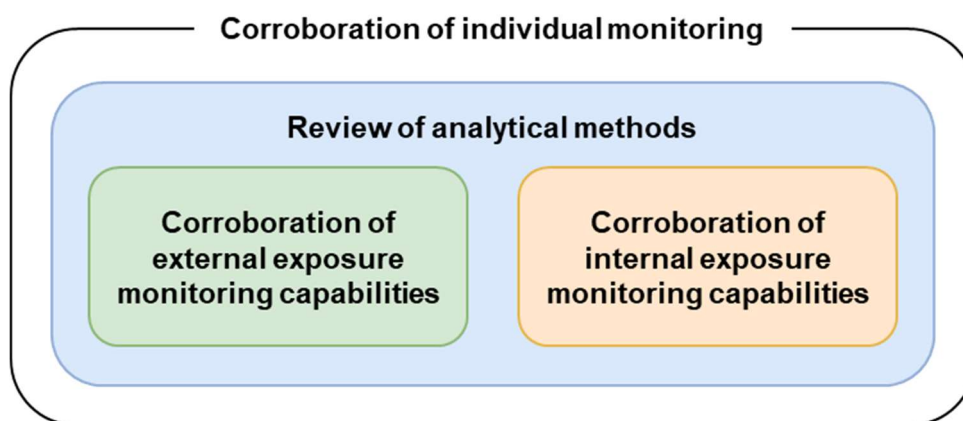 Corroboration of individual monitoring
Review of analytical methods
Corroboration of
external exposure
monitoring capabilities
Corroboration of
internal exposure
monitoring capabilities